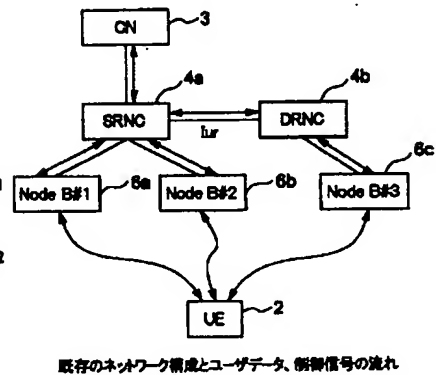 CN
3
4a
4b
SRNC
Iur
DRNC
6a
6b
6c
Node B#1
Node B#2
Node B#3
UE
2
既存のネットワーク構成とユーザデータ、制御信号の流れ